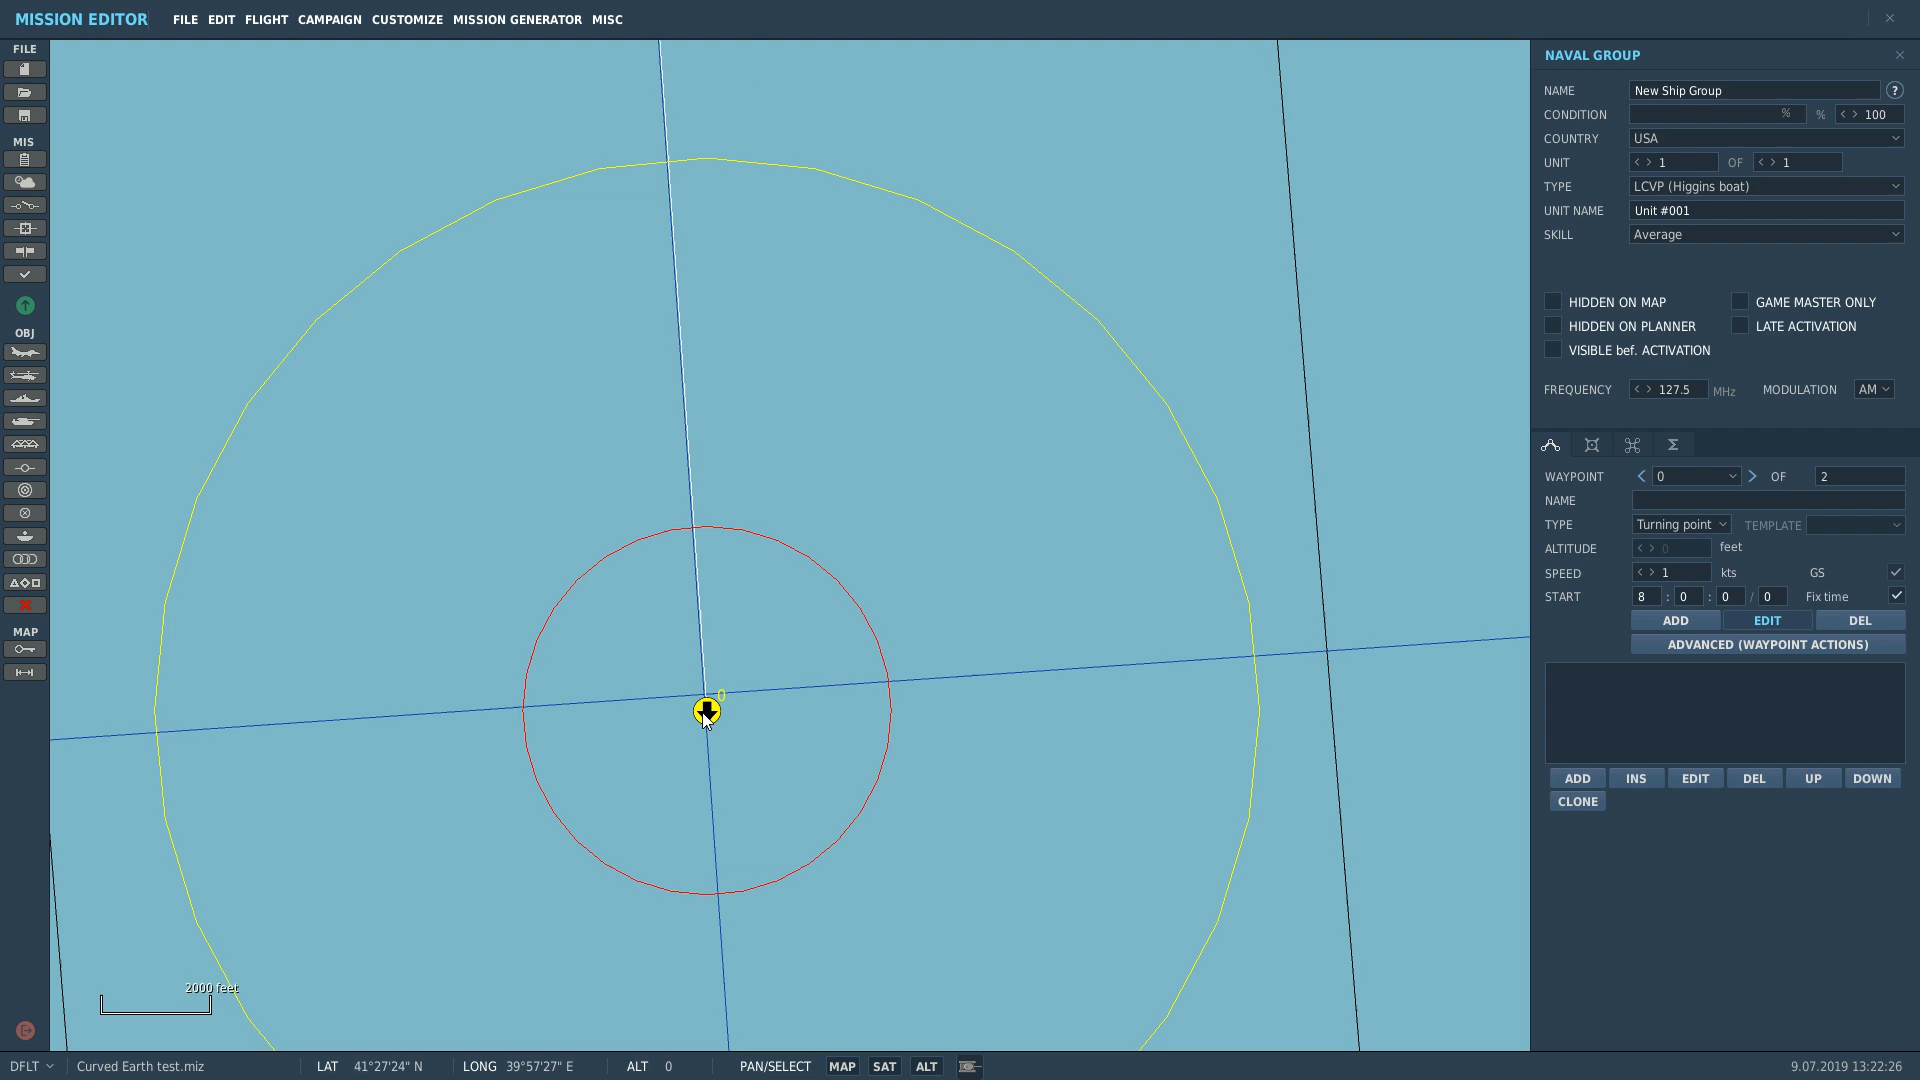 MISSION EDITOR FILE EDIT FLIGHT CAMPAIGN CUSTOMIZE MISSION GENERATOR MISC
FILE
MIS
OBJ
MAP
0
2000 feet
NAVAL GROUP
NAME New Ship Group ?
CONDITION % % < > 100
COUNTRY USA
UNIT < > 1 OF < > 1
TYPE LCVP (Higgins boat)
UNIT NAME Unit #001
SKILL Average
HIDDEN ON MAP GAME MASTER ONLY
HIDDEN ON PLANNER LATE ACTIVATION
VISIBLE bef. ACTIVATION
FREQUENCY < > 127.5 MHz MODULATION AM
WAYPOINT < 0 > OF 2
NAME
TYPE Turning point TEMPLATE
ALTITUDE < > 0 feet
SPEED < > 1 kts GS
START 8 : 0 : 0 / 0 Fix time
ADD EDIT DEL
ADVANCED (WAYPOINT ACTIONS)
ADD INS EDIT DEL UP DOWN
CLONE
DFLT Curved Earth test.miz LAT 41°27'24" N LONG 39°57'27" E ALT 0 PAN/SELECT MAP SAT ALT 9.07.2019 13:22:26